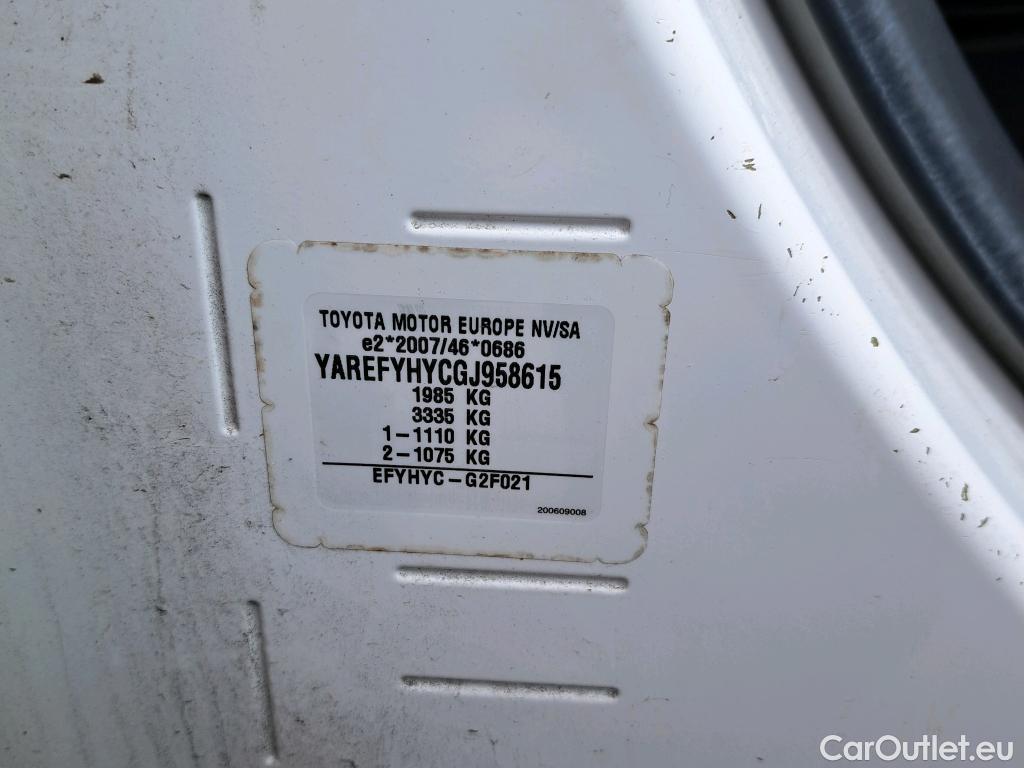 TOYOTA MOTOR EUROPE NV/SA
e2*2007/46*0686
YAREFYHYCGJ958615
1985 KG
3335 KG
1-1110 KG
2-1075 KG
EFYHYC-G2F021
200609008
CarOutlet.eu